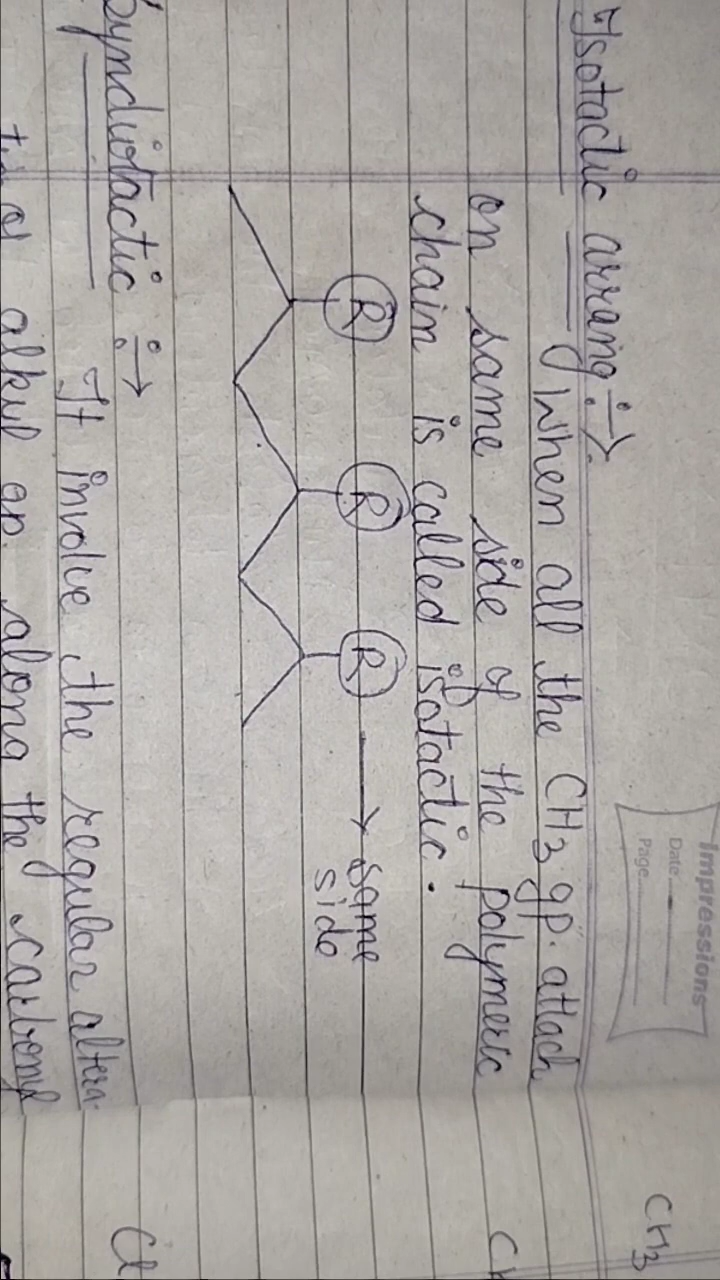 Impressions
Date
Page
Isotactic arrang :→
When all the CH3 gp. attach
on same side of the polymeric
chain is called isotactic.
R R R → same
side
Syndiotactic :→
It involve the regular altera-
alkyl gp. along the carbon
CH3